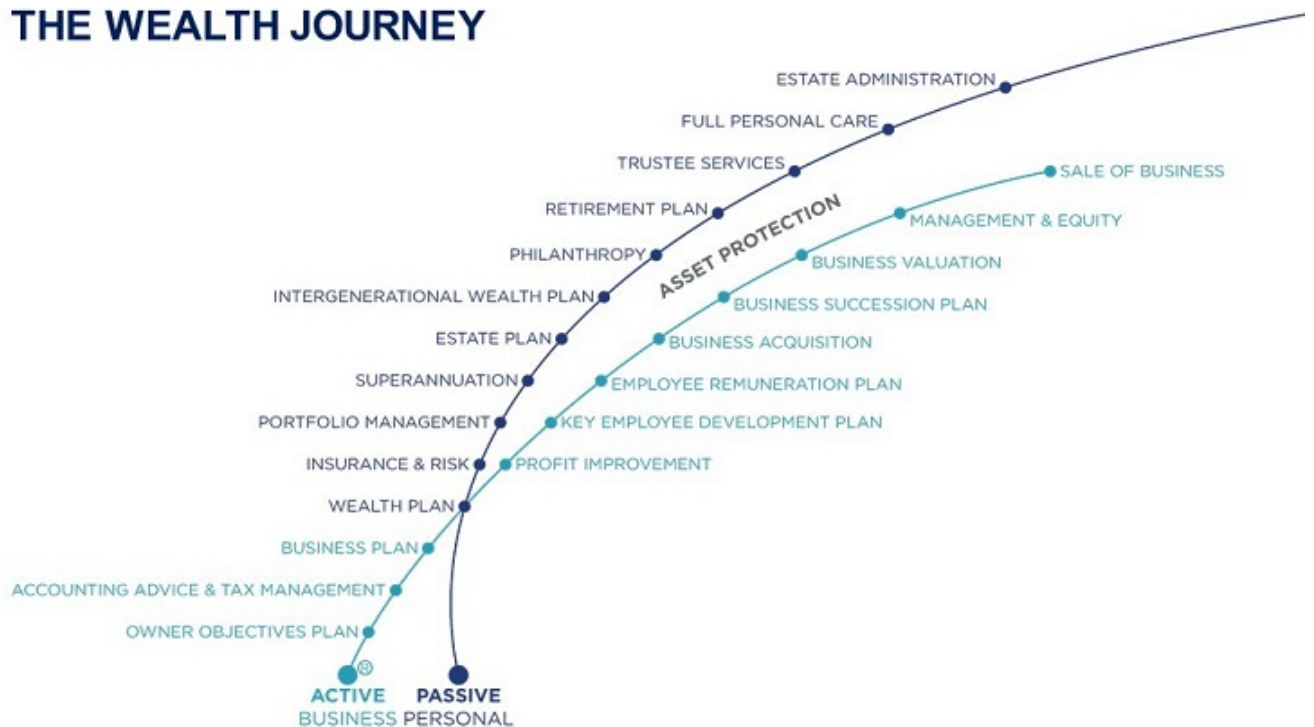 THE WEALTH JOURNEY
ESTATE ADMINISTRATION
FULL PERSONAL CARE
TRUSTEE SERVICES
SALE OF BUSINESS
RETIREMENT PLAN
MANAGEMENT & EQUITY
ASSET PROTECTION
PHILANTHROPY
BUSINESS VALUATION
INTERGENERATIONAL WEALTH PLAN
BUSINESS SUCCESSION PLAN
ESTATE PLAN
BUSINESS ACQUISITION
SUPERANNUATION
EMPLOYEE REMUNERATION PLAN
PORTFOLIO MANAGEMENT
KEY EMPLOYEE DEVELOPMENT PLAN
INSURANCE & RISK
PROFIT IMPROVEMENT
WEALTH PLAN
BUSINESS PLAN
ACCOUNTING ADVICE & TAX MANAGEMENT
OWNER OBJECTIVES PLAN
®
ACTIVE
BUSINESS
PASSIVE
PERSONAL